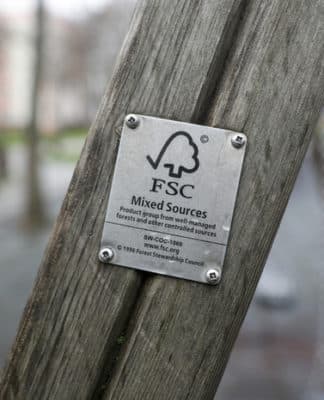 ©
FSC
Mixed Sources
Product group from well-managed
forests and other controlled sources
SW-COC-1868
www.fsc.org
© 1996 Forest Stewardship Council